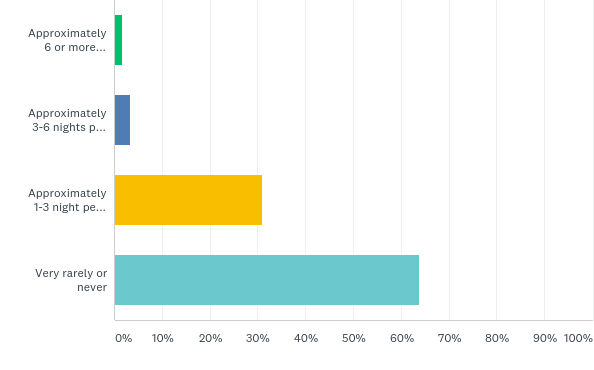 Approximately
6 or more...
Approximately
3-6 nights p...
Approximately
1-3 night pe...
Very rarely or
never
0% 10% 20% 30% 40% 50% 60% 70% 80% 90% 100%